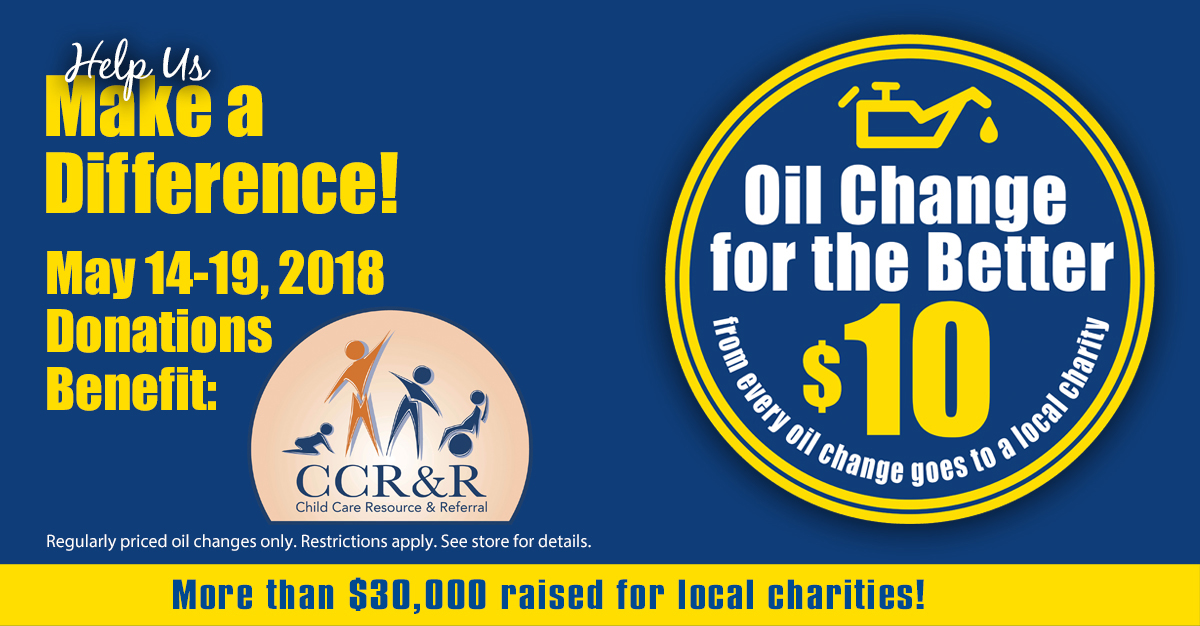 Help Us
Make a
Difference!
May 14-19, 2018
Donations
Benefit:
CCR&R
Child Care Resource & Referral
Regularly priced oil changes only. Restrictions apply. See store for details.
Oil Change
for the Better
$10
from every oil change goes to a local charity
More than $30,000 raised for local charities!